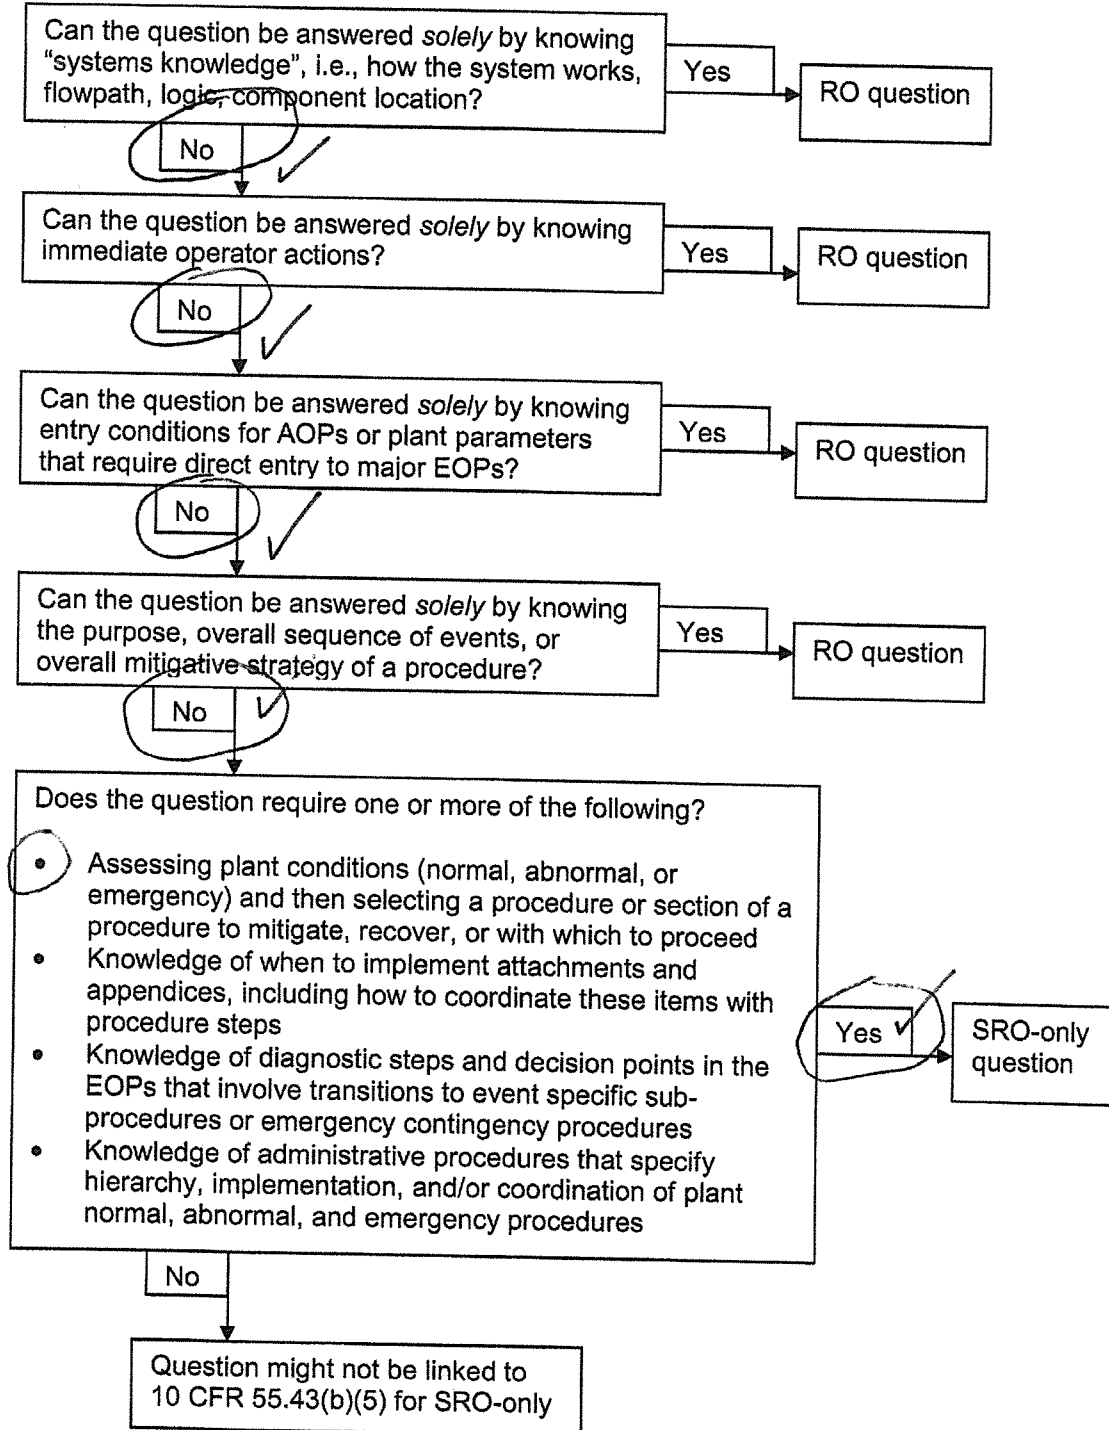 Can the question be answered solely by knowing
"systems knowledge", i.e., how the system works,
flowpath, logic, component location?
Yes
RO question
No
Can the question be answered solely by knowing
immediate operator actions?
Yes
RO question
No
Can the question be answered solely by knowing
entry conditions for AOPs or plant parameters
that require direct entry to major EOPs?
Yes
RO question
No
Can the question be answered solely by knowing
the purpose, overall sequence of events, or
overall mitigative strategy of a procedure?
Yes
RO question
No
Does the question require one or more of the following?
• Assessing plant conditions (normal, abnormal, or
emergency) and then selecting a procedure or section of a
procedure to mitigate, recover, or with which to proceed
• Knowledge of when to implement attachments and
appendices, including how to coordinate these items with
procedure steps
• Knowledge of diagnostic steps and decision points in the
EOPs that involve transitions to event specific sub-
procedures or emergency contingency procedures
• Knowledge of administrative procedures that specify
hierarchy, implementation, and/or coordination of plant
normal, abnormal, and emergency procedures
Yes
SRO-only
question
No
Question might not be linked to
10 CFR 55.43(b)(5) for SRO-only